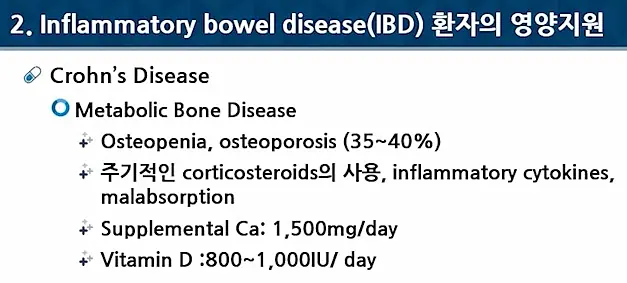 2. Inflammatory bowel disease(IBD) 환자의 영양지원
Crohn's Disease
Metabolic Bone Disease
Osteopenia, osteoporosis (35~40%)
주기적인 corticosteroids의 사용, inflammatory cytokines,
malabsorption
Supplemental Ca: 1,500mg/day
Vitamin D :800~1,000IU/ day